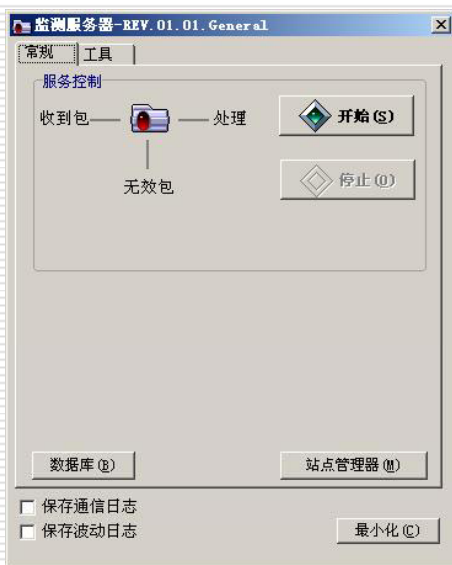 监测服务器-REV.01.01.General
常规 工具
服务控制
收到包 处理 开始(S)
无效包 停止(O)
数据库(B) 站点管理器(M)
保存通信日志
保存波动日志 最小化(C)